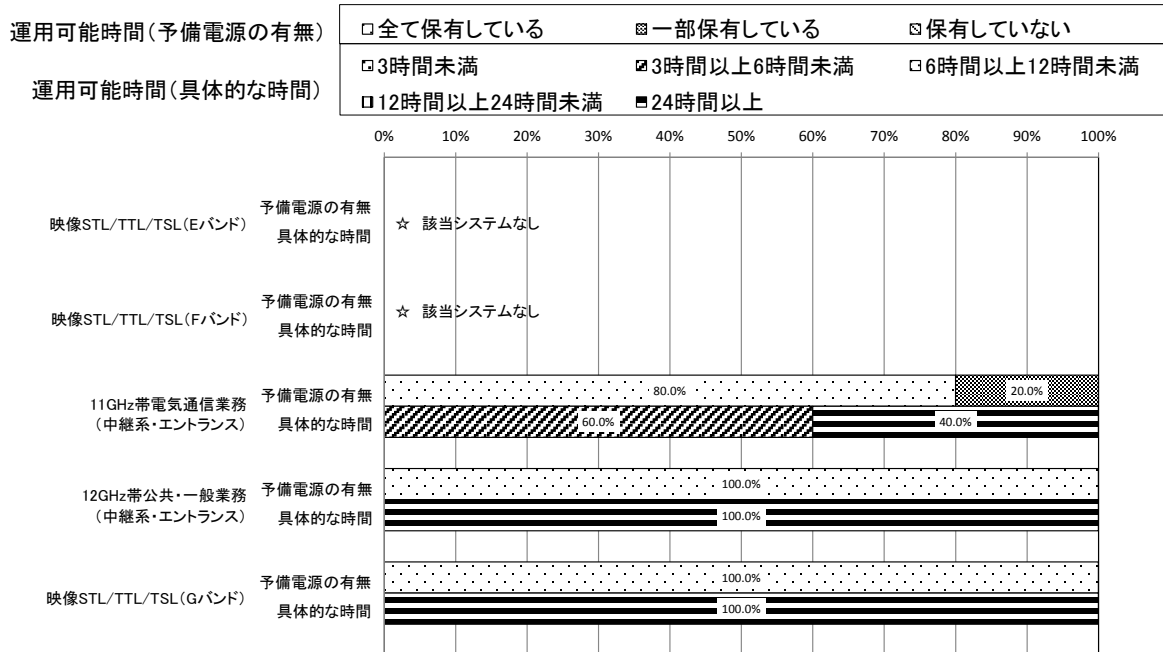 運用可能時間(予備電源の有無)
全て保有している 一部保有している 保有していない
運用可能時間(具体的な時間)
3時間未満 3時間以上6時間未満 6時間以上12時間未満
12時間以上24時間未満 24時間以上
0% 10% 20% 30% 40% 50% 60% 70% 80% 90% 100%
映像STL/TTL/TSL(Eバンド)
予備電源の有無
具体的な時間
☆ 該当システムなし
映像STL/TTL/TSL(Fバンド)
予備電源の有無
具体的な時間
☆ 該当システムなし
11GHz帯電気通信業務
(中継系・エントランス)
予備電源の有無
80.0% 20.0%
具体的な時間
60.0% 40.0%
12GHz帯公共・一般業務
(中継系・エントランス)
予備電源の有無
100.0%
具体的な時間
100.0%
映像STL/TTL/TSL(Gバンド)
予備電源の有無
100.0%
具体的な時間
100.0%